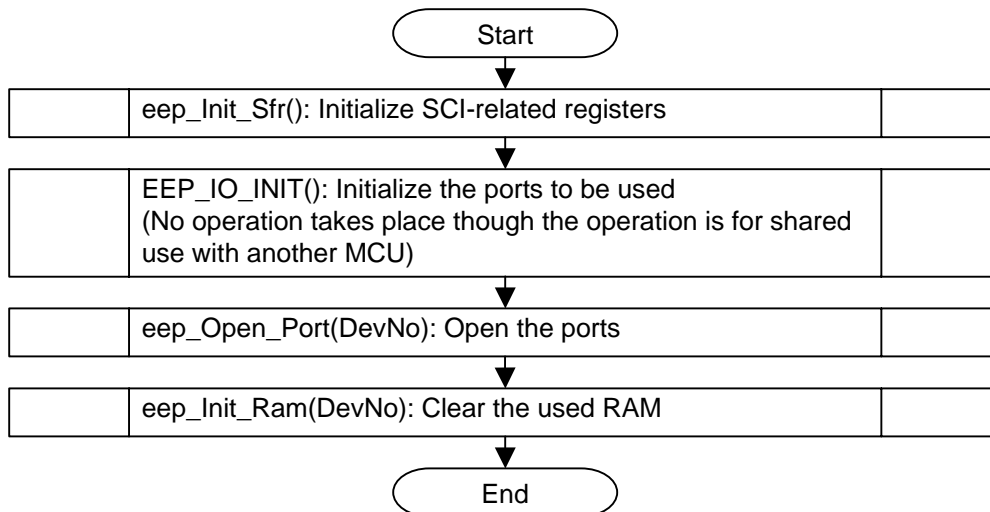 Start
eep_Init_Sfr(): Initialize SCI-related registers
EEP_IO_INIT(): Initialize the ports to be used
(No operation takes place though the operation is for shared
use with another MCU)
eep_Open_Port(DevNo): Open the ports
eep_Init_Ram(DevNo): Clear the used RAM
End